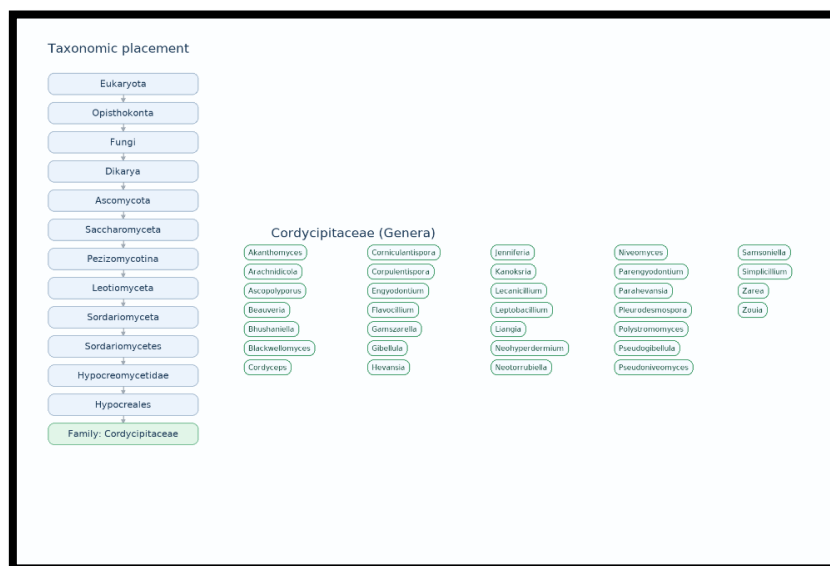 Taxonomic placement
Eukaryota
Opisthokonta
Fungi
Dikarya
Ascomycota
Saccharomyceta
Pezizomycotina
Leotiomyceta
Sordariomyceta
Sordariomycetes
Hypocreomycetidae
Hypocreales
Family: Cordycipitaceae
Cordycipitaceae (Genera)
Akanthomyces
Arachnidicola
Ascopolyporus
Beauveria
Bhushaniella
Blackwellomyces
Cordyceps
Corniculantispora
Corpulentispora
Engyodontium
Flavocillium
Gamszarella
Gibellula
Hevansia
Jenniferia
Kanoksria
Lecanicillium
Leptobacillium
Liangia
Neohyperdermium
Neotorrubiella
Niveomyces
Parengyodontium
Parahevansia
Pleurodesmospora
Polystromomyces
Pseudogibellula
Pseudoniveomyces
Samsoniella
Simplicillium
Zarea
Zouia